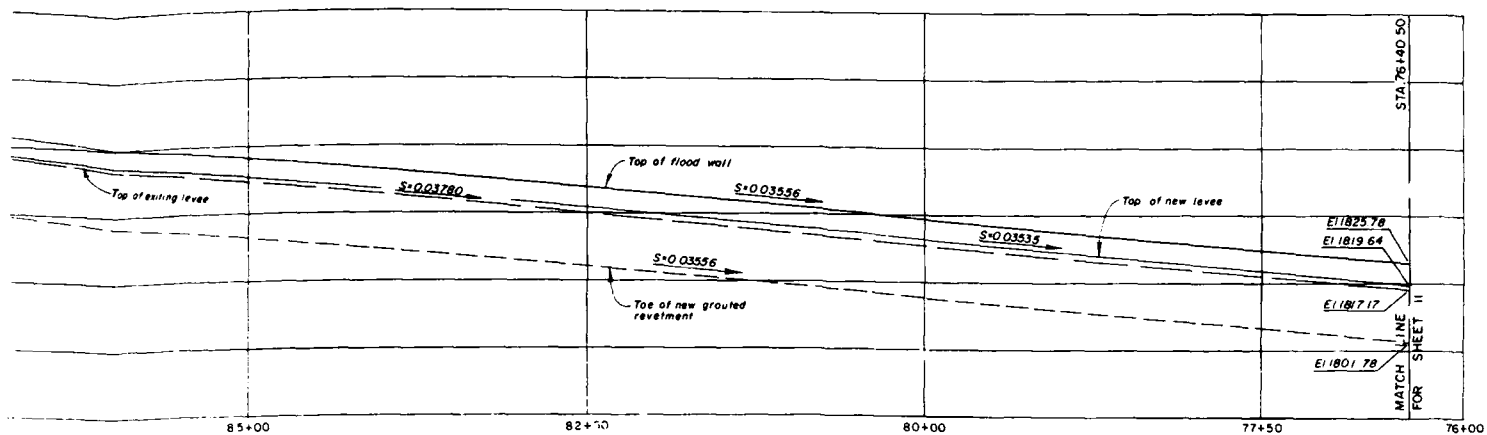 STA. 76+40.50
Top of flood wall
S=0.03780
S=0.03556
Top of exiting levee
Top of new levee
El.1825.78
El.1819.64
S=0.03535
S=0.03556
Toe of new grouted
revetment
El.1817.17
El.1801.78
MATCH LINE
FOR SHEET 11
85+00
82+50
80+00
77+50
76+00